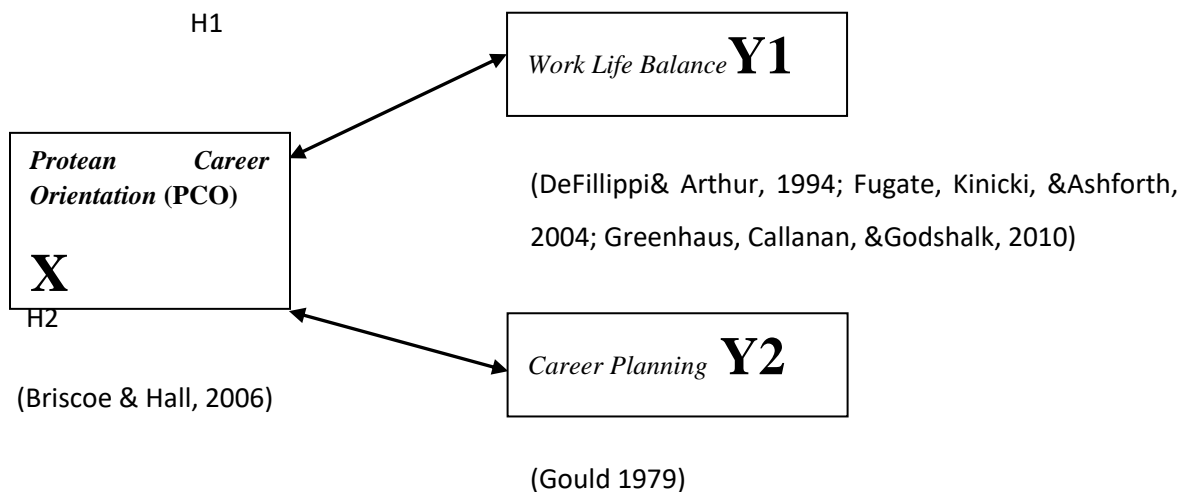 H1
Work Life Balance Y1
Protean Career
Orientation (PCO)
X
H2
(DeFillippi& Arthur, 1994; Fugate, Kinicki, &Ashforth,
2004; Greenhaus, Callanan, &Godshalk, 2010)
Career Planning Y2
(Briscoe & Hall, 2006)
(Gould 1979)